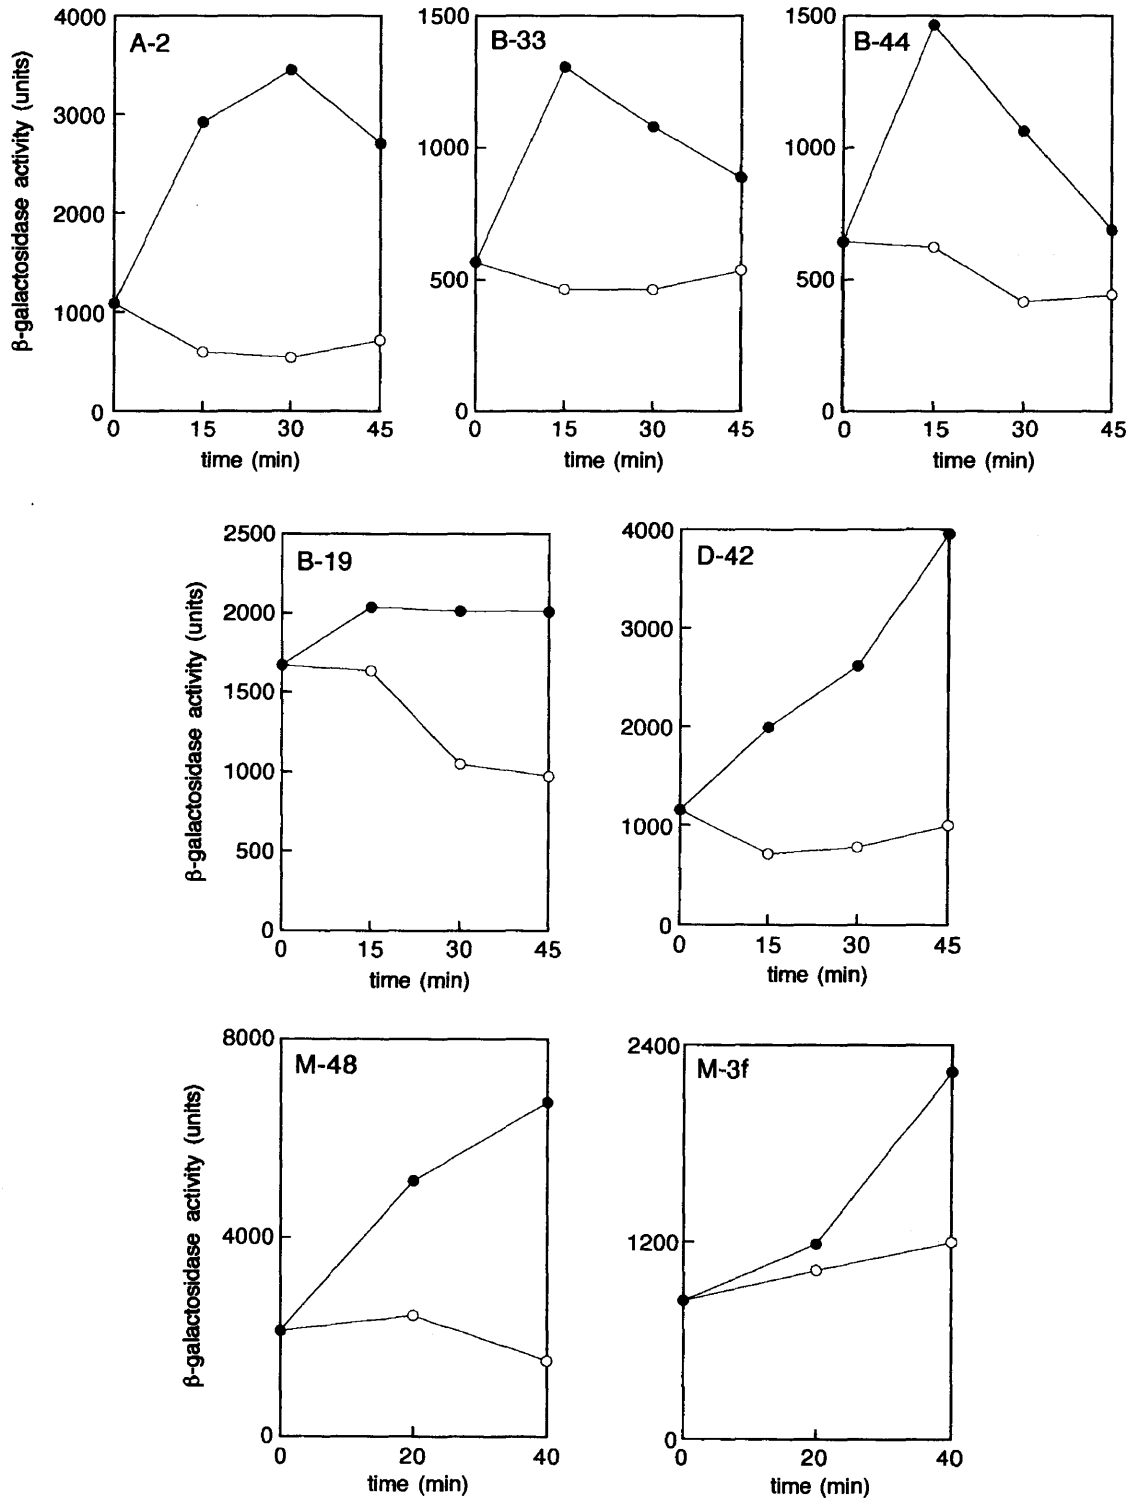 4000
A-2
3000
2000
1000
0
0 15 30 45
time (min)
β-galactosidase activity (units)
1500
B-33
1000
500
0
0 15 30 45
time (min)
1500
B-44
1000
500
0
0 15 30 45
time (min)
2500
B-19
2000
1500
1000
500
0
0 15 30 45
time (min)
β-galactosidase activity (units)
4000
D-42
3000
2000
1000
0
0 15 30 45
time (min)
8000
M-48
4000
0
0 20 40
time (min)
β-galactosidase activity (units)
2400
M-3f
1200
0
0 20 40
time (min)